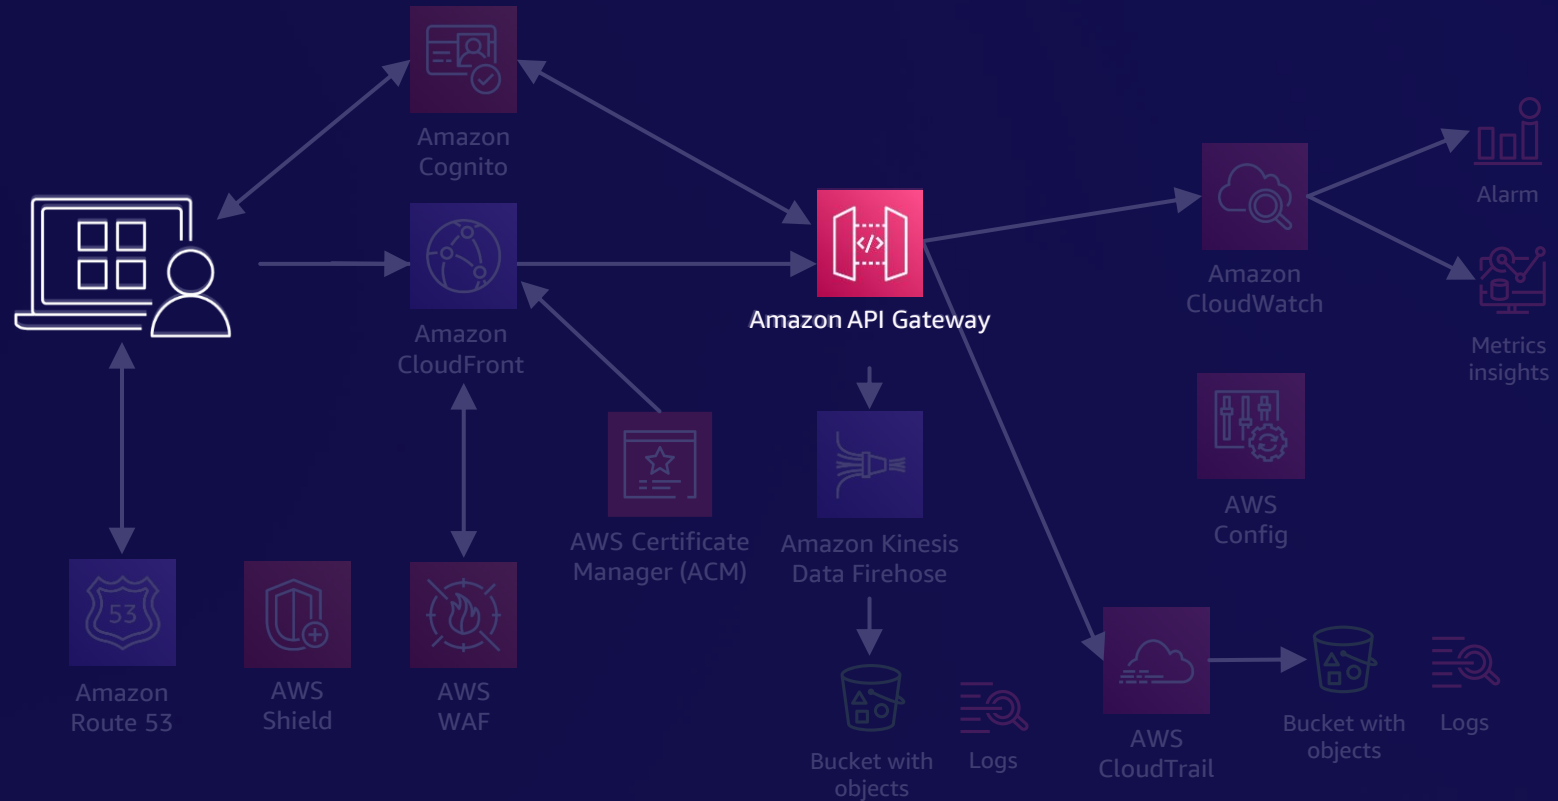 Amazon
Cognito
Alarm
Amazon
CloudWatch
</>
Amazon API Gateway
Amazon
CloudFront
Metrics
insights
AWS
Config
AWS Certificate
Manager (ACM)
Amazon Kinesis
Data Firehose
53
Amazon
Route 53
AWS
Shield
AWS
WAF
Bucket with
objects
Logs
AWS
CloudTrail
Bucket with
objects
Logs